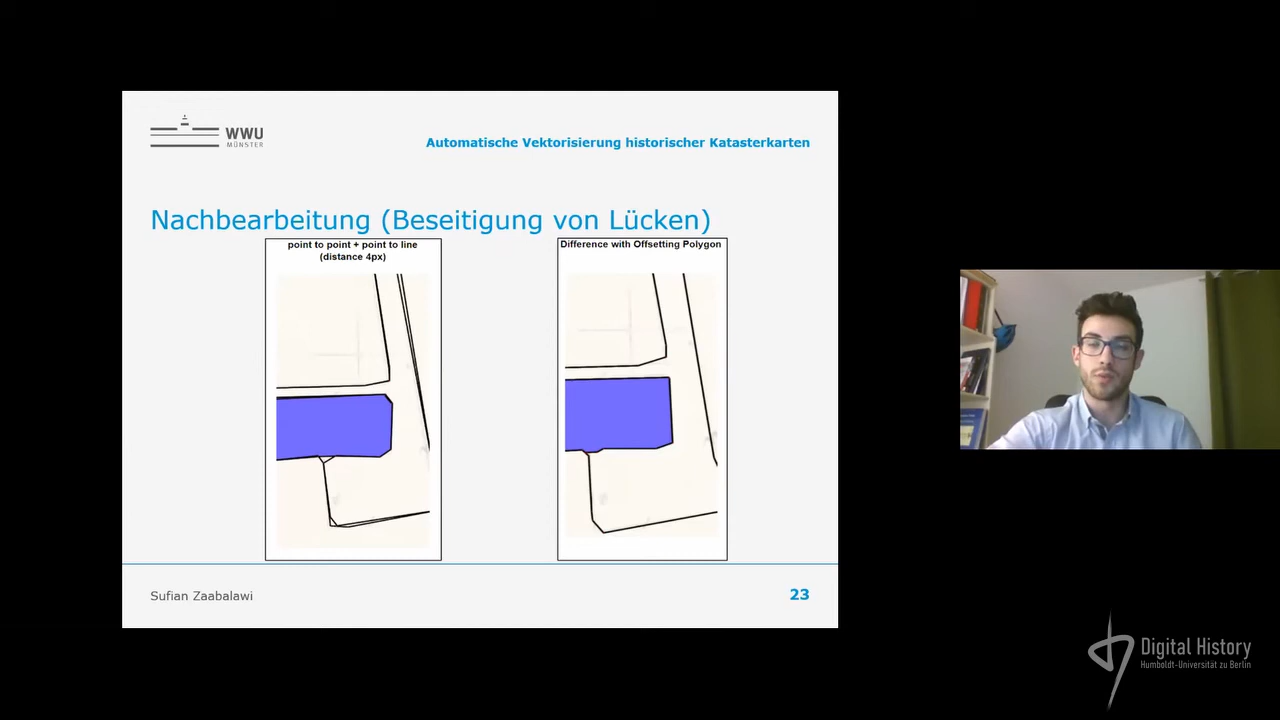 WWU
MÜNSTER
Automatische Vektorisierung historischer Katasterkarten
Nachbearbeitung (Beseitigung von Lücken)
point to point + point to line
(distance 4px)
Difference with Offsetting Polygon
Sufian Zaabalawi
23
Digital History
Humboldt-Universität zu Berlin